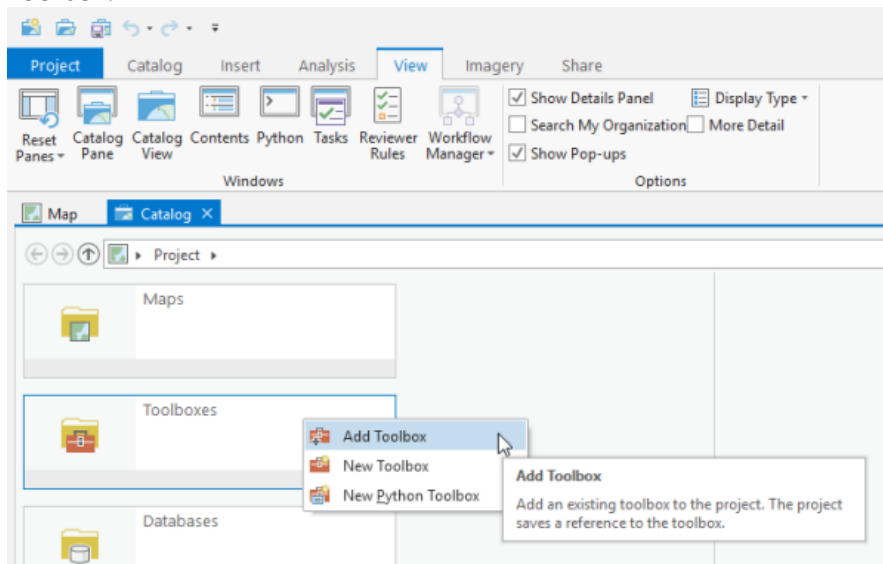 Project Catalog Insert Analysis View Imagery Share
Reset Panes Catalog Pane Catalog View Contents Python Tasks Reviewer Rules Workflow Manager
Windows
Show Details Panel Display Type
Search My Organization More Detail
Show Pop-ups
Options
Map Catalog
Project
Maps
Toolboxes
Add Toolbox
New Toolbox
New Python Toolbox
Add Toolbox
Add an existing toolbox to the project. The project
saves a reference to the toolbox.
Databases